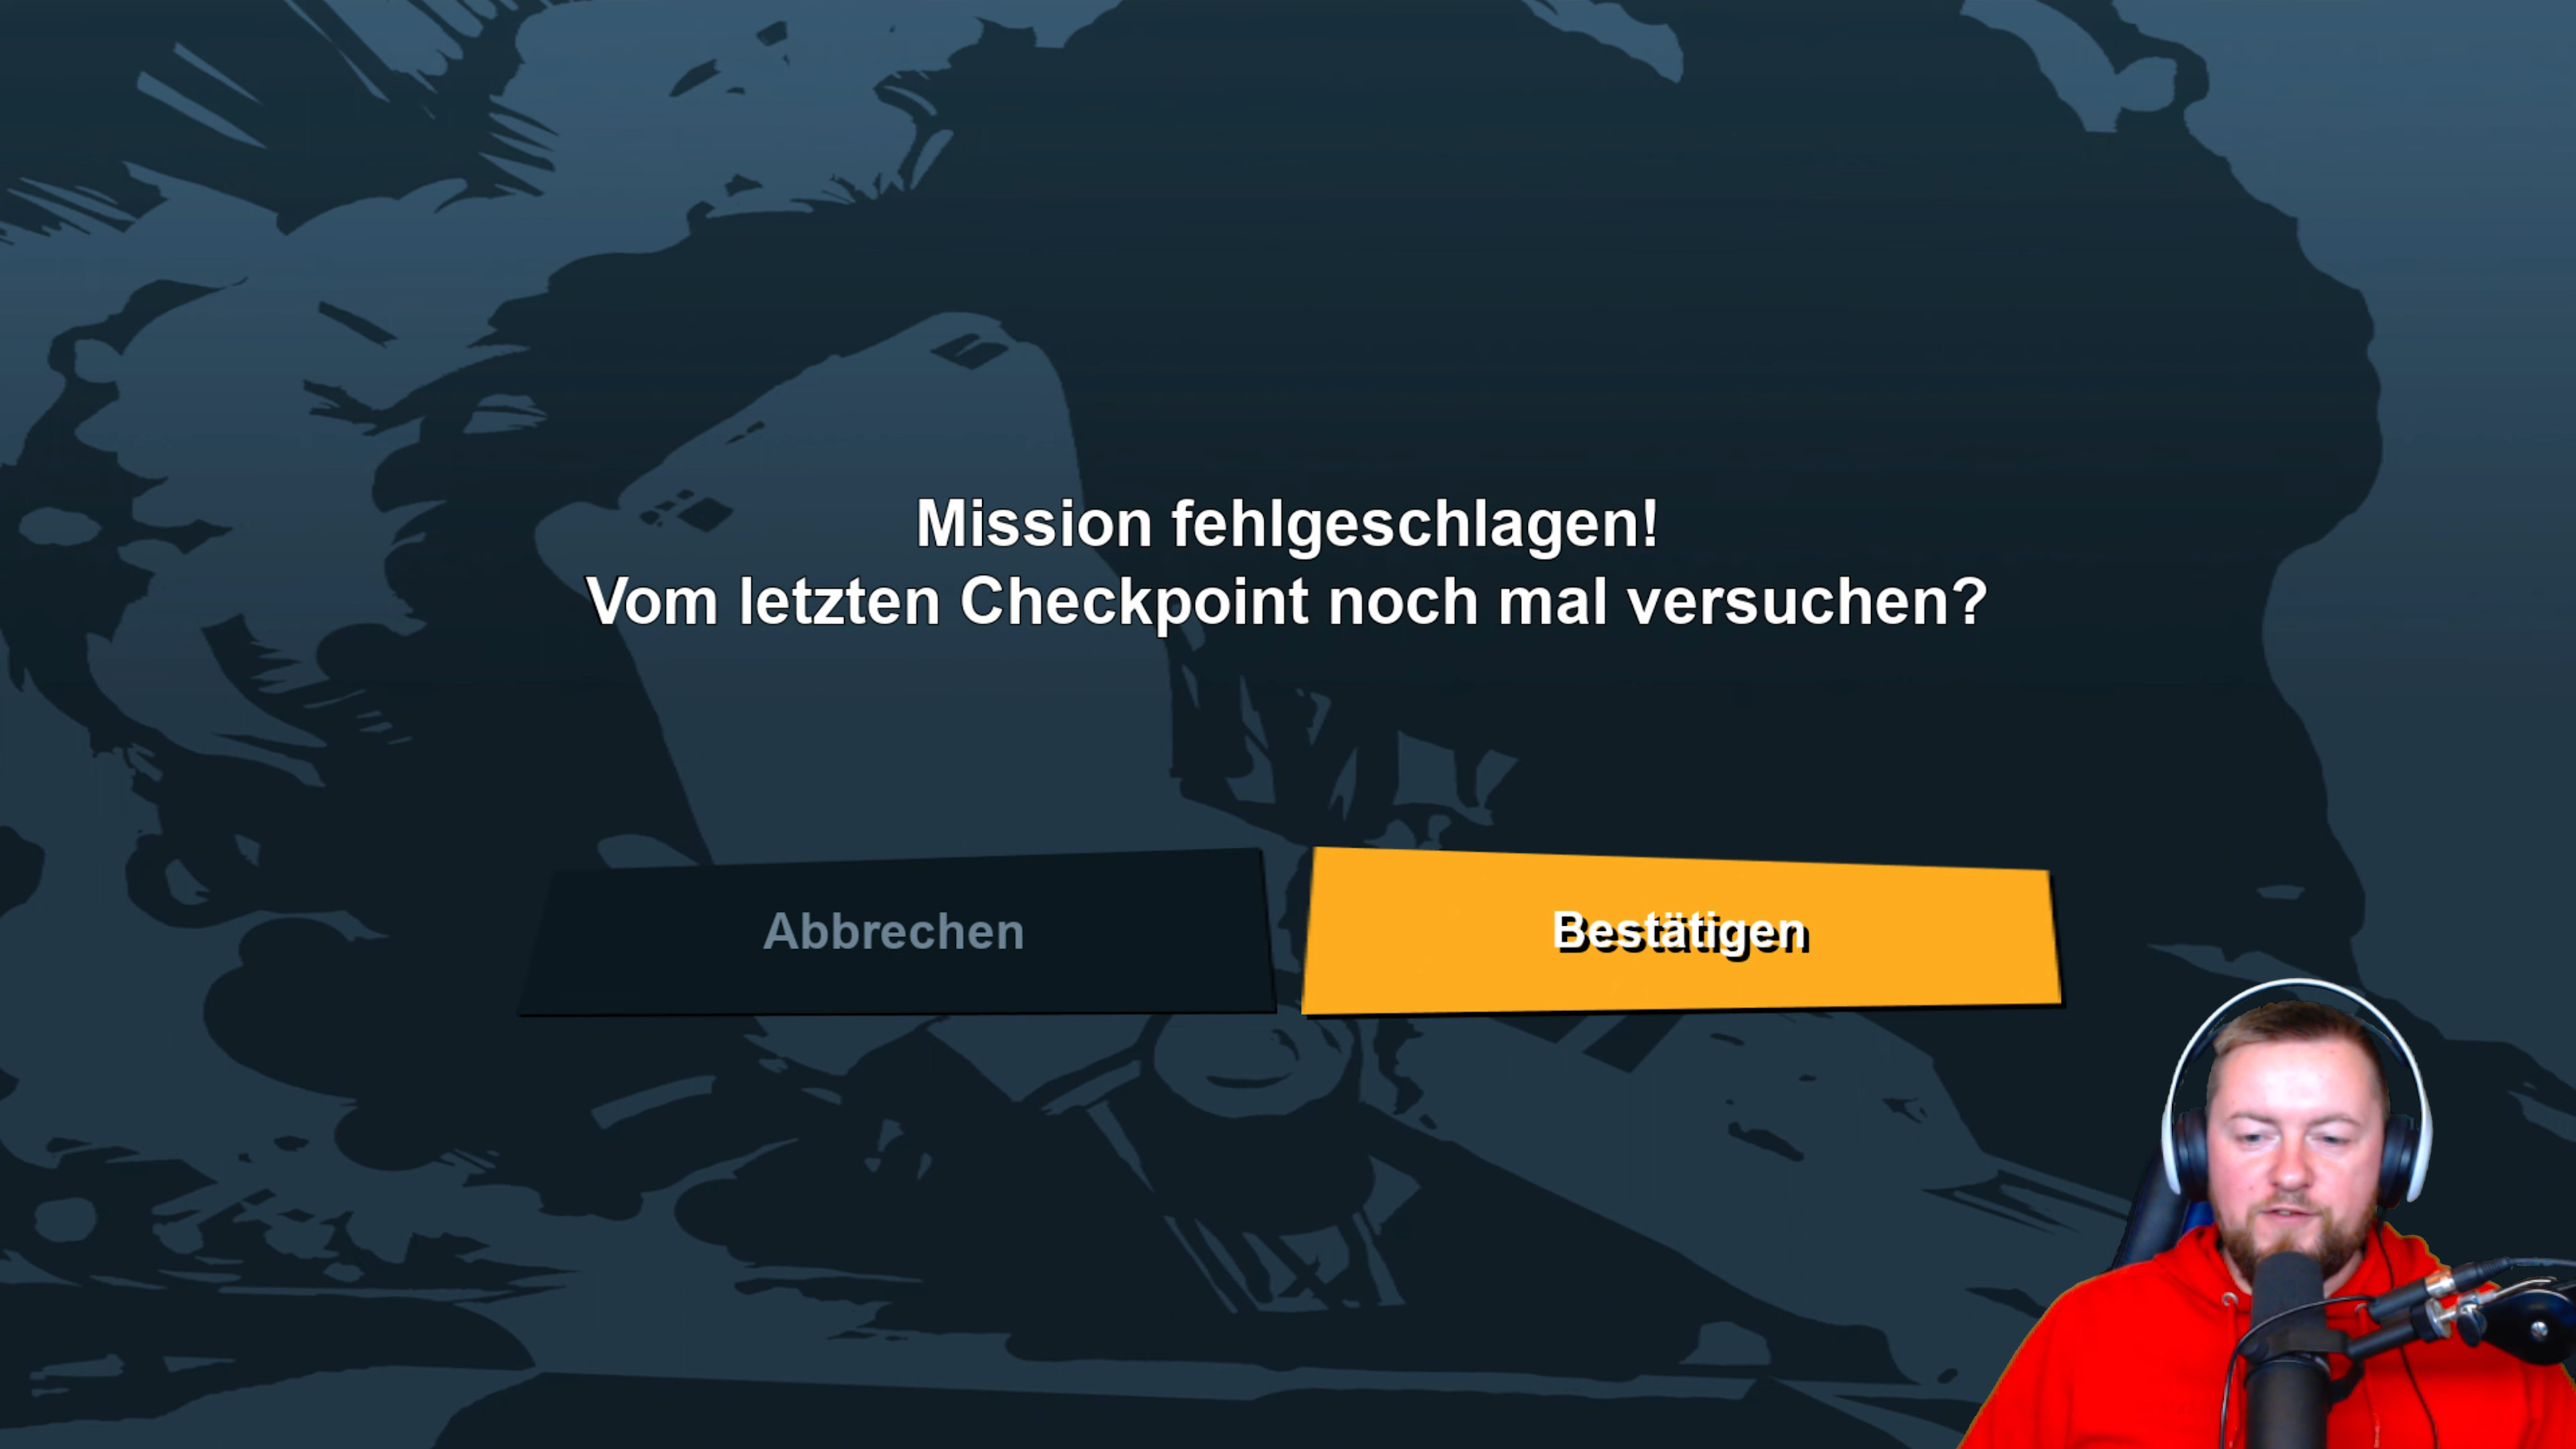 Mission fehlgeschlagen!
Vom letzten Checkpoint noch mal versuchen?
Abbrechen
Bestätigen